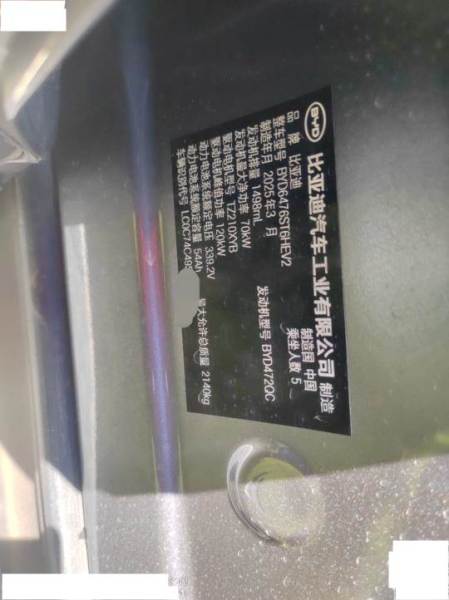 BYD 比亚迪汽车工业有限公司 制造
品 牌 比亚迪 制造国 中国
整车型号 BYD6476ST6HEV2 乘坐人数 5
制造年月 2025年3月
发动机排量 1498mL 发动机型号 BYD472QC
发动机最大净功率 70kW
驱动电机型号 TZ210XYB
驱动电机峰值功率 120kW
动力电池系统额定电压 339.2V
动力电池系统额定容量 54Ah 最大允许总质量 2140kg
车辆识别代号 LC0C74C49